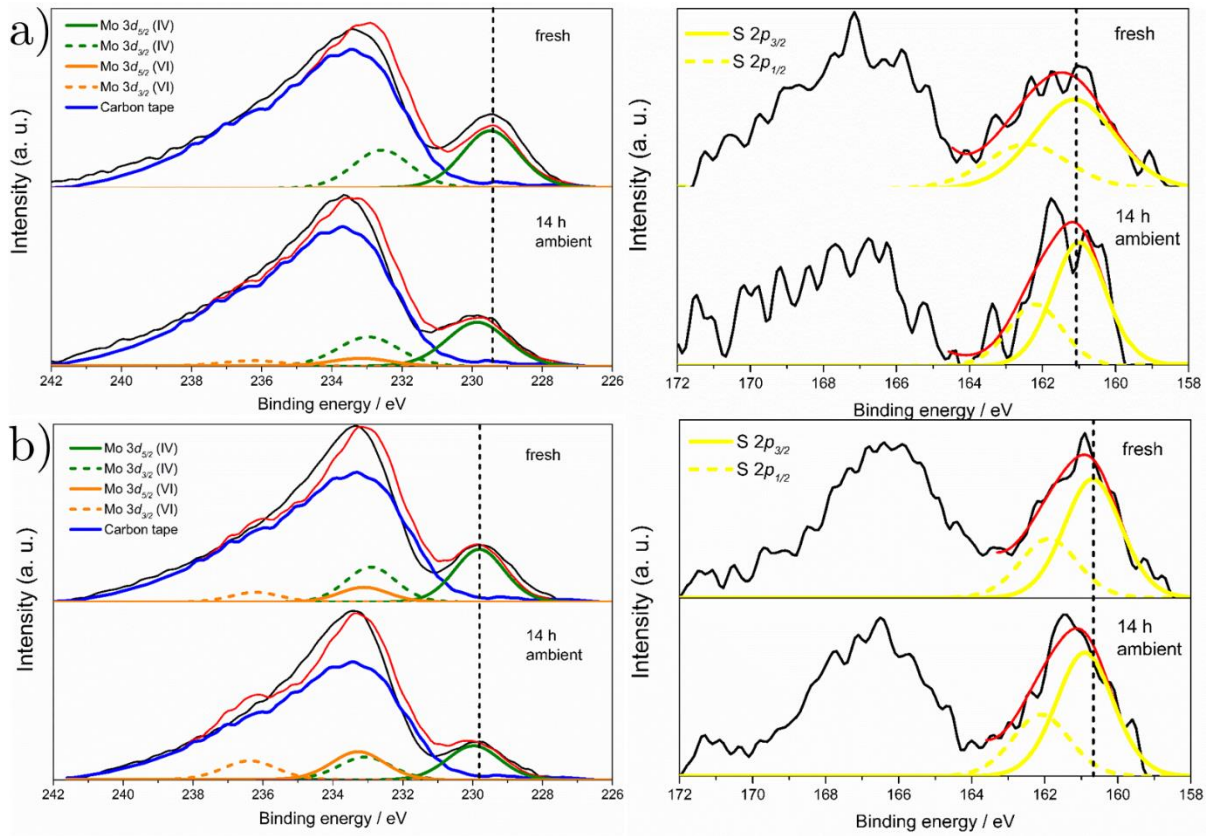 a)
Mo 3d5/2 (IV)
Mo 3d3/2 (IV)
Mo 3d5/2 (VI)
Mo 3d3/2 (VI)
Carbon tape
fresh
14 h
ambient
Intensity (a. u.)
242 240 238 236 234 232 230 228 226
Binding energy / eV
S 2p3/2
S 2p1/2
fresh
14 h
ambient
Intensity (a. u.)
172 170 168 166 164 162 160 158
Binding energy / eV
b)
Mo 3d5/2 (IV)
Mo 3d3/2 (IV)
Mo 3d5/2 (VI)
Mo 3d3/2 (VI)
Carbon tape
fresh
14 h
ambient
Intensity (a. u.)
242 240 238 236 234 232 230 228 226
Binding energy / eV
S 2p3/2
S 2p1/2
fresh
14 h
ambient
Intensity (a. u.)
172 170 168 166 164 162 160 158
Binding energy / eV